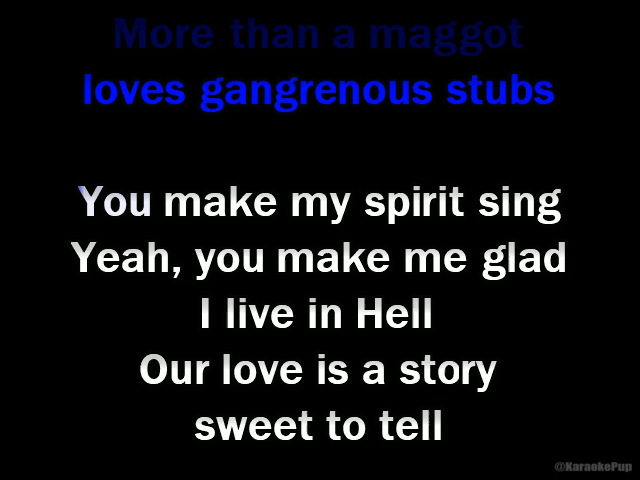 More than a maggot
loves gangrenous stubs
You make my spirit sing
Yeah, you make me glad
I live in Hell
Our love is a story
sweet to tell
@KaraokePup